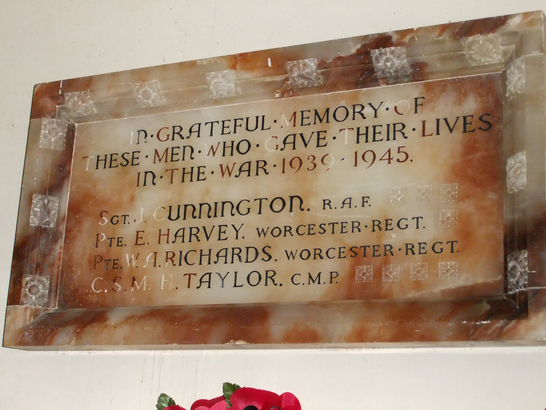 IN·GRATEFUL·MEMORY·OF
THESE·MEN·WHO·GAVE·THEIR·LIVES
IN·THE·WAR·1939·1945.
SGT. J. CUNNINGTON, R.A.F.
PTE. E. HARVEY, WORCESTER·REGT.
PTE. W.A. RICHARDS, WORCESTER·REGT.
C.S.M. H. TAYLOR. C.M.P.